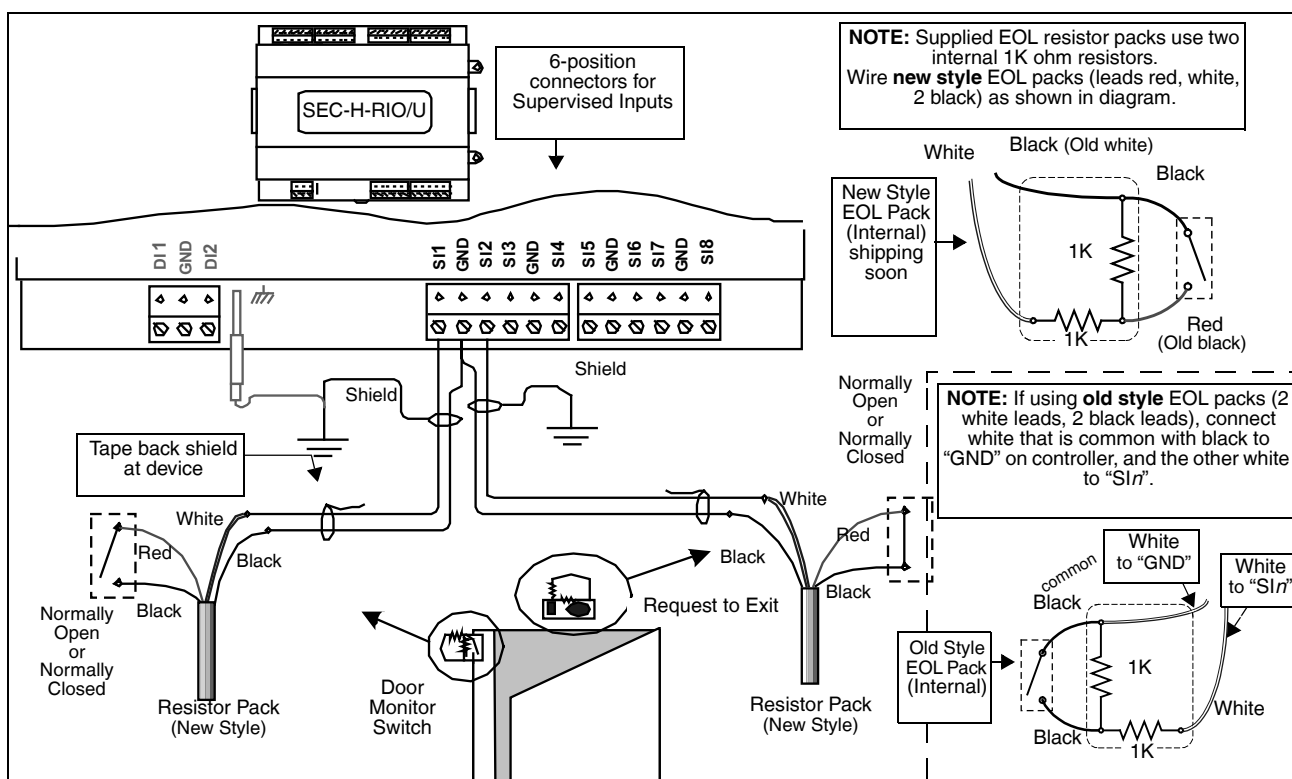 SEC-H-RIO/U
6-position
connectors for
Supervised Inputs
NOTE: Supplied EOL resistor packs use two
internal 1K ohm resistors.
Wire new style EOL packs (leads red, white,
2 black) as shown in diagram.
White
Black (Old white)
Black
New Style
EOL Pack
(Internal)
shipping
soon
1K
1K
Red
(Old black)
DI1
GND
DI2
SI1
GND
SI2
SI3
GND
SI4
SI5
GND
SI6
SI7
GND
SI8
Shield
Shield
Tape back shield
at device
White
Red
Black
Black
Normally
Open
or
Normally
Closed
Resistor Pack
(New Style)
Door
Monitor
Switch
Request to Exit
White
Red
Black
Black
Normally
Open
or
Normally
Closed
Resistor Pack
(New Style)
NOTE: If using old style EOL packs (2
white leads, 2 black leads), connect
white that is common with black to
“GND” on controller, and the other white
to “SIn”.
White
to “GND”
White
to “SIn”
common
Black
Old Style
EOL Pack
(Internal)
1K
White
Black
1K